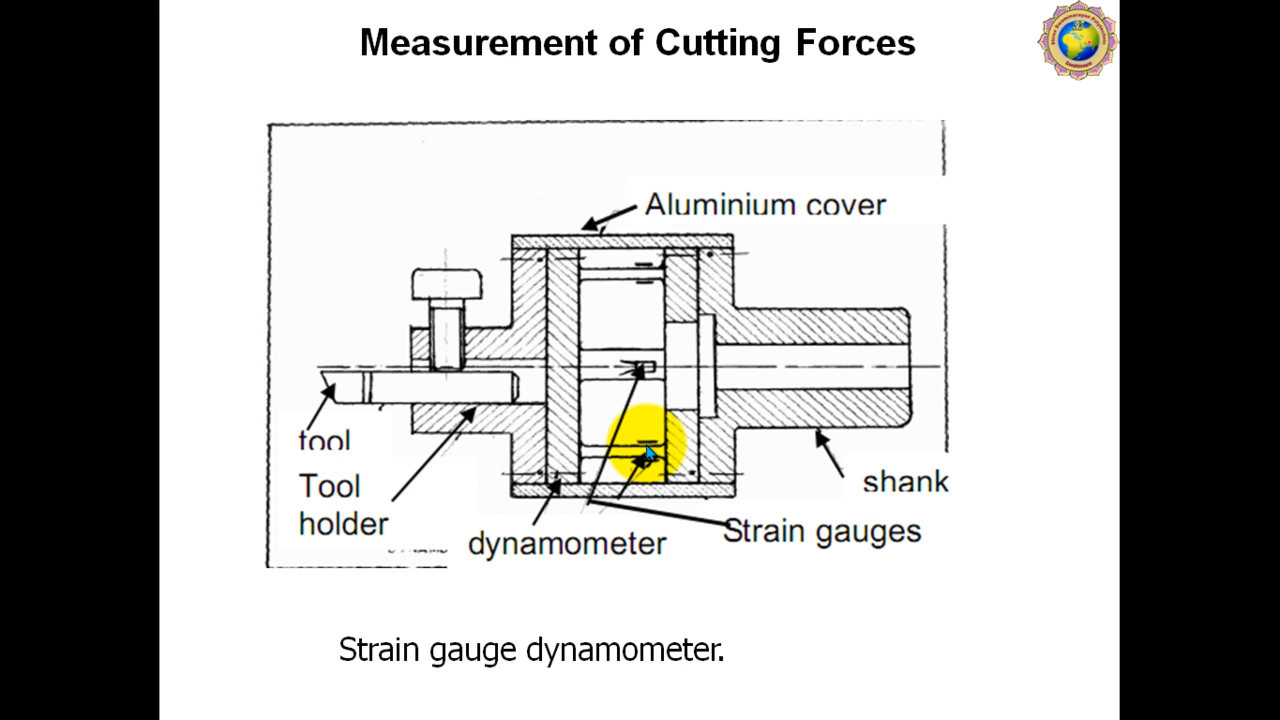 Measurement of Cutting Forces
Aluminium cover
tool
Tool
holder
shank
dynamometer
Strain gauges
Strain gauge dynamometer.